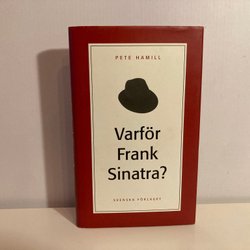 PETE HAMILL
Varför
Frank
Sinatra?
SVENSKA FÖRLAGET